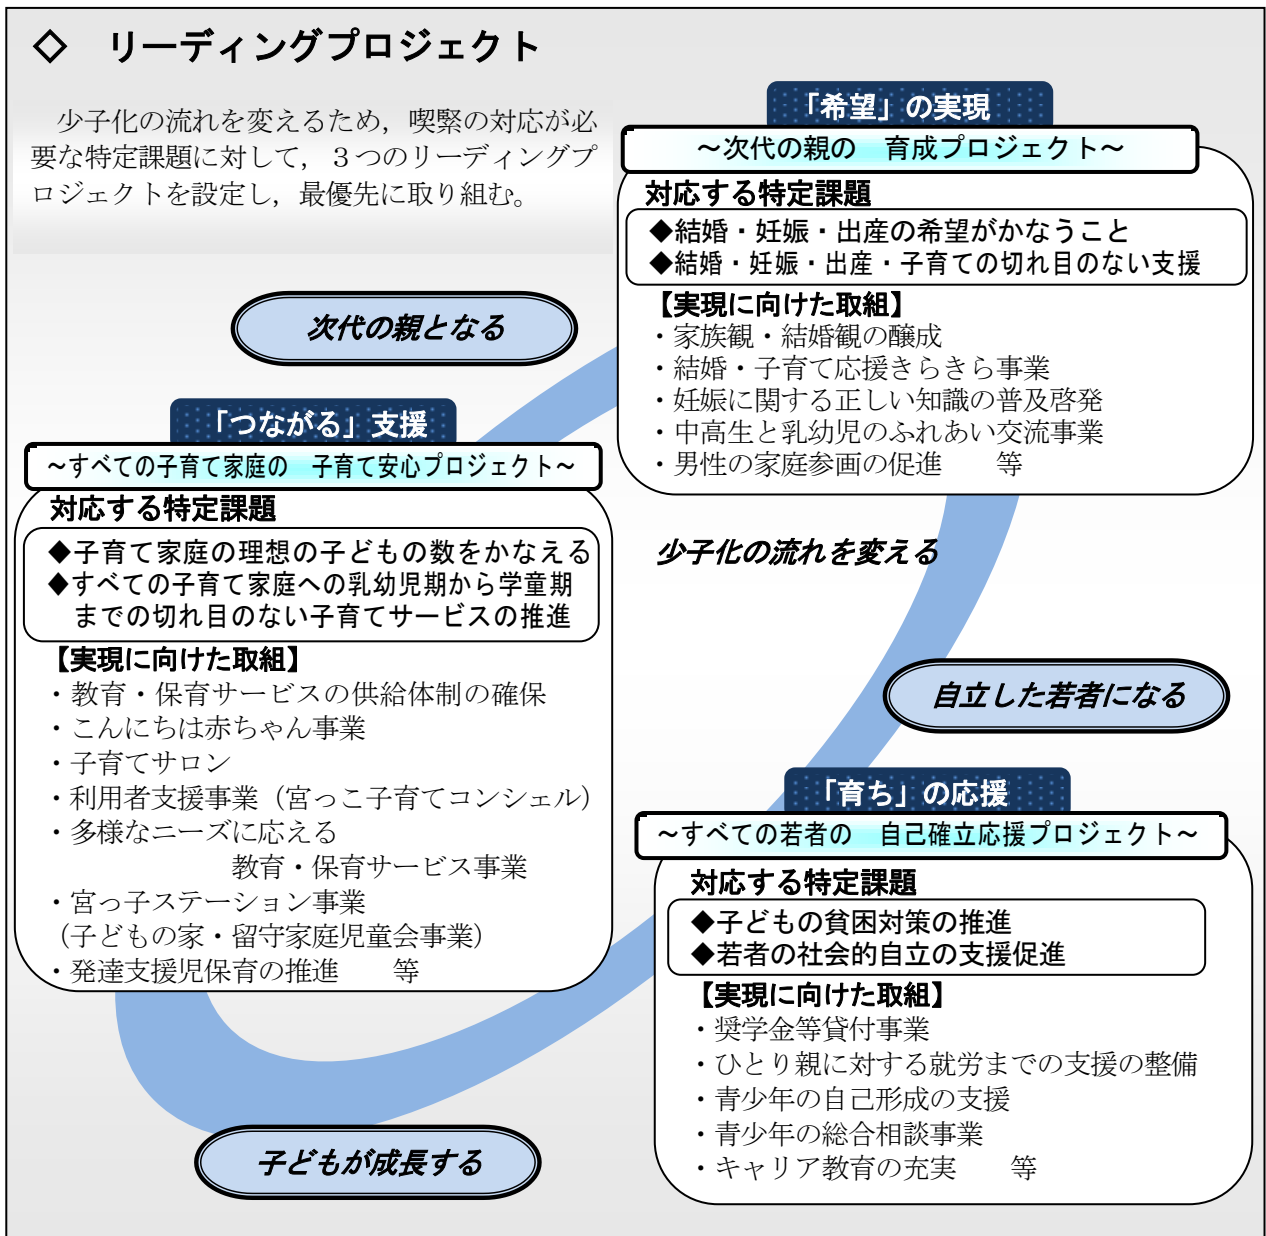 ◇　リーディングプロジェクト
少子化の流れを変えるため，喫緊の対応が必
要な特定課題に対して，３つのリーディングプ
ロジェクトを設定し，最優先に取り組む。
「希望」の実現
～次代の親の　育成プロジェクト～
対応する特定課題
◆結婚・妊娠・出産の希望がかなうこと
◆結婚・妊娠・出産・子育ての切れ目のない支援
【実現に向けた取組】
・家族観・結婚観の醸成
・結婚・子育て応援きらきら事業
・妊娠に関する正しい知識の普及啓発
・中高生と乳幼児のふれあい交流事業
・男性の家庭参画の促進　　等
次代の親となる
「つながる」支援
～すべての子育て家庭の　子育て安心プロジェクト～
対応する特定課題
◆子育て家庭の理想の子どもの数をかなえる
◆すべての子育て家庭への乳幼児期から学童期
までの切れ目のない子育てサービスの推進
【実現に向けた取組】
・教育・保育サービスの供給体制の確保
・こんにちは赤ちゃん事業
・子育てサロン
・利用者支援事業（宮っこ子育てコンシェル）
・多様なニーズに応える
教育・保育サービス事業
・宮っ子ステーション事業
（子どもの家・留守家庭児童会事業）
・発達支援児保育の推進　　等
少子化の流れを変える
自立した若者になる
「育ち」の応援
～すべての若者の　自己確立応援プロジェクト～
対応する特定課題
◆子どもの貧困対策の推進
◆若者の社会的自立の支援促進
【実現に向けた取組】
・奨学金等貸付事業
・ひとり親に対する就労までの支援の整備
・青少年の自己形成の支援
・青少年の総合相談事業
・キャリア教育の充実　　等
子どもが成長する